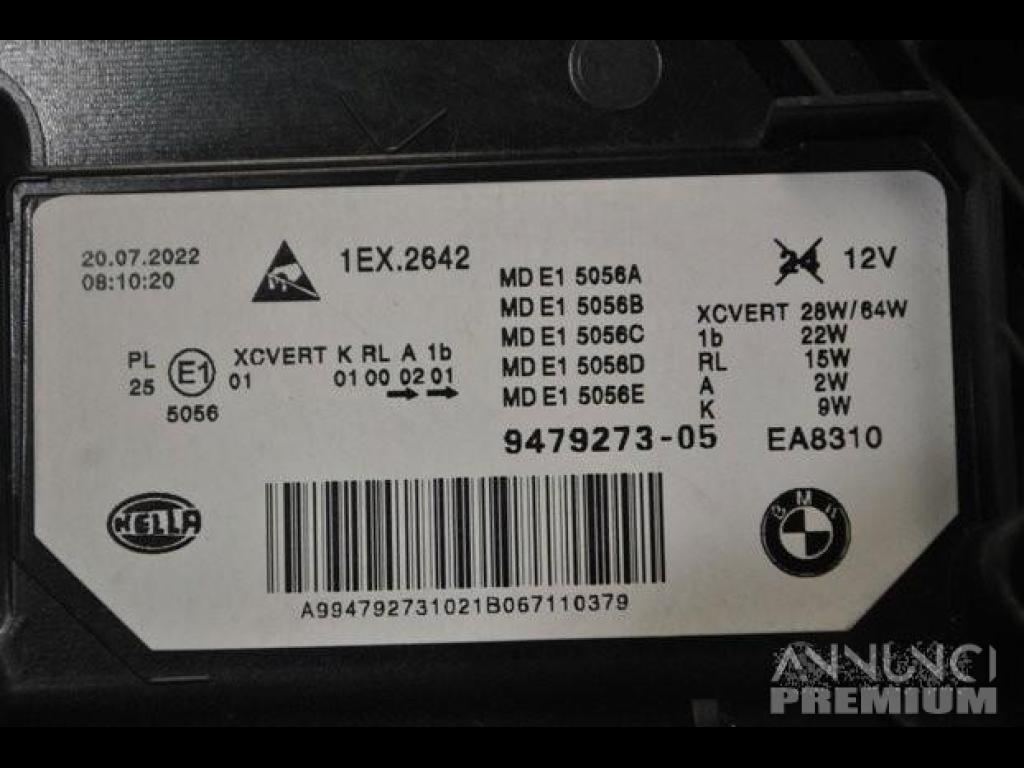 20.07.2022
08:10:20
1EX.2642
PL
25
E1
5056
XCVERT K RL A 1b
01 01 00 02 01
MD E1 5056A
MD E1 5056B
MD E1 5056C
MD E1 5056D
MD E1 5056E
24 12V
XCVERT 28W/64W
1b 22W
RL 15W
A 2W
K 9W
9479273-05 EA8310
HELLA
BMW
A994792731021B067110379
ANNUNCI
PREMIUM